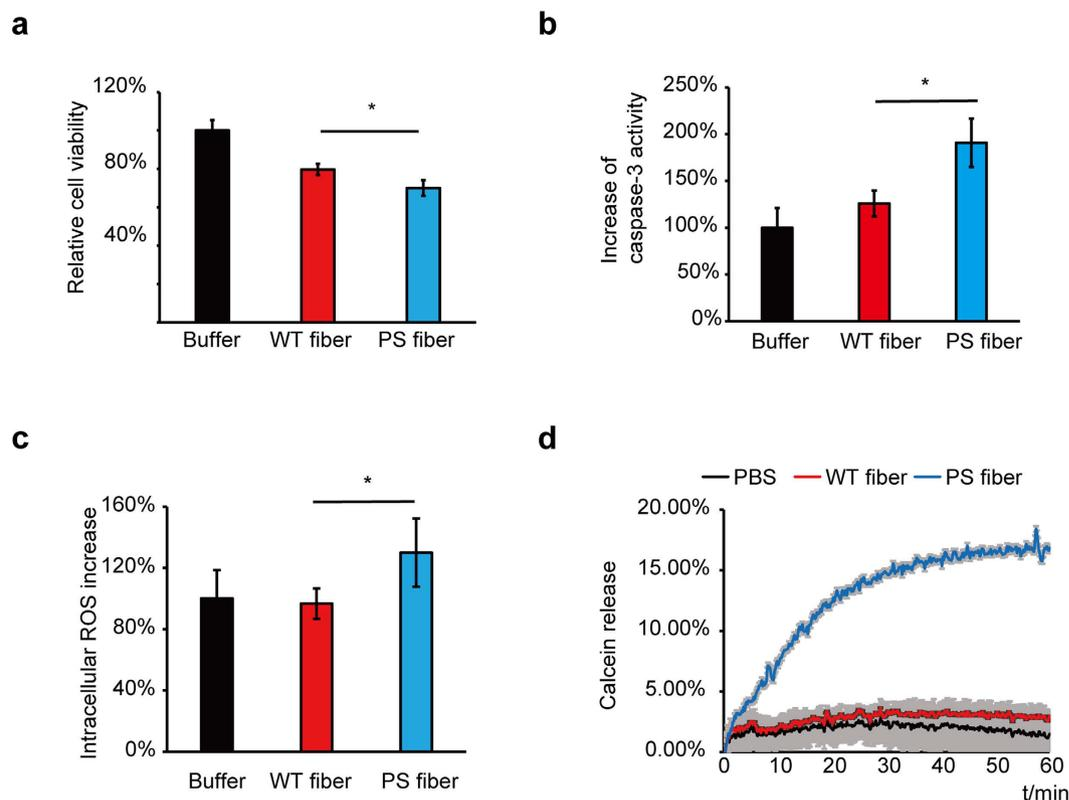 a
120%
80%
40%
Relative cell viability
*
Buffer WT fiber PS fiber
b
250%
200%
150%
100%
50%
0%
Increase of
caspase-3 activity
*
Buffer WT fiber PS fiber
c
160%
120%
80%
40%
0%
Intracellular ROS increase
*
Buffer WT fiber PS fiber
d
PBS WT fiber PS fiber
20.00%
15.00%
10.00%
5.00%
0.00%
Calcein release
0 10 20 30 40 50 60
t/min